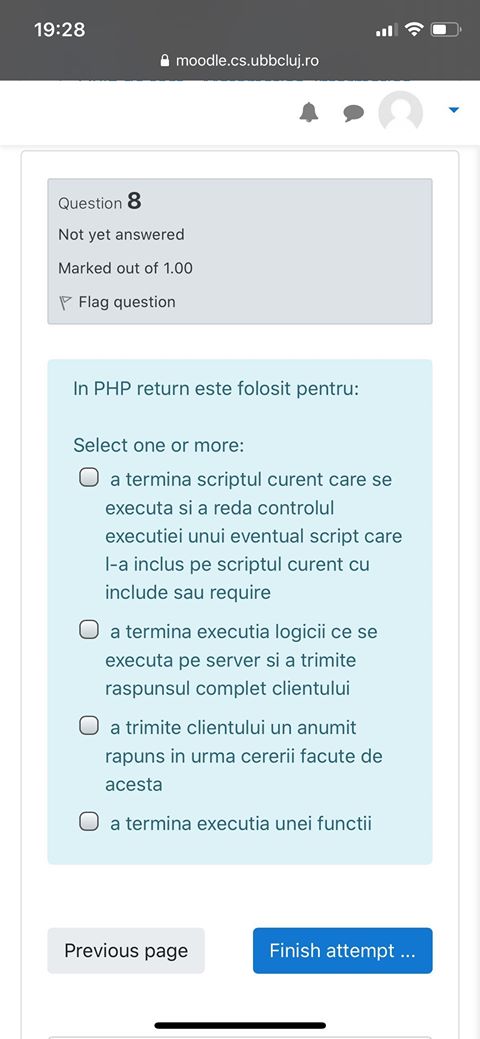 19:28
moodle.cs.ubbcluj.ro
Question 8
Not yet answered
Marked out of 1.00
Flag question
In PHP return este folosit pentru:
Select one or more:
a termina scriptul curent care se
executa si a reda controlul
executiei unui eventual script care
l-a inclus pe scriptul curent cu
include sau require
a termina executia logicii ce se
executa pe server si a trimite
raspunsul complet clientului
a trimite clientului un anumit
rapuns in urma cererii facute de
acesta
a termina executia unei functii
Previous page
Finish attempt ...